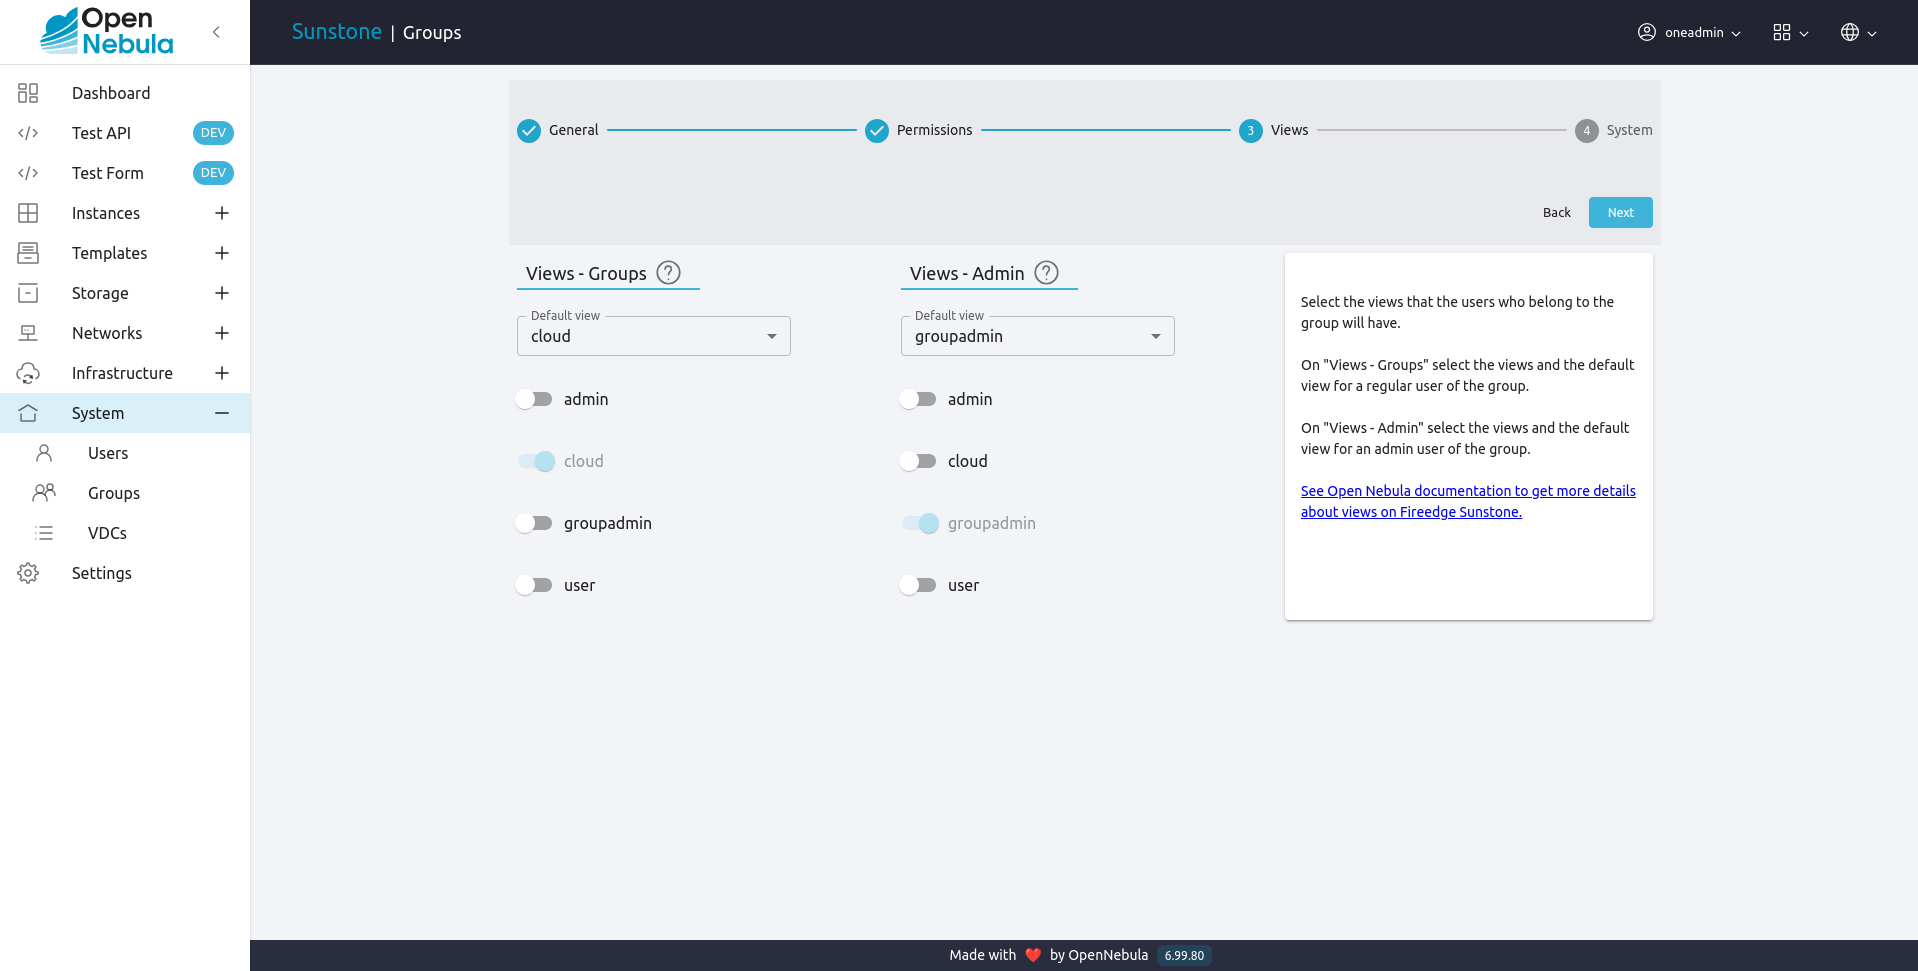 Open
Nebula
Sunstone | Groups
oneadmin
Dashboard
Test API DEV
Test Form DEV
Instances
Templates
Storage
Networks
Infrastructure
System
Users
Groups
VDCs
Settings
General
Permissions
3 Views
4 System
Back
Next
Views - Groups ?
Default view
cloud
admin
cloud
groupadmin
user
Views - Admin ?
Default view
groupadmin
admin
cloud
groupadmin
user
Select the views that the users who belong to the
group will have.
On "Views - Groups" select the views and the default
view for a regular user of the group.
On "Views - Admin" select the views and the default
view for an admin user of the group.
See Open Nebula documentation to get more details
about views on Fireedge Sunstone.
Made with ❤️ by OpenNebula 6.99.80